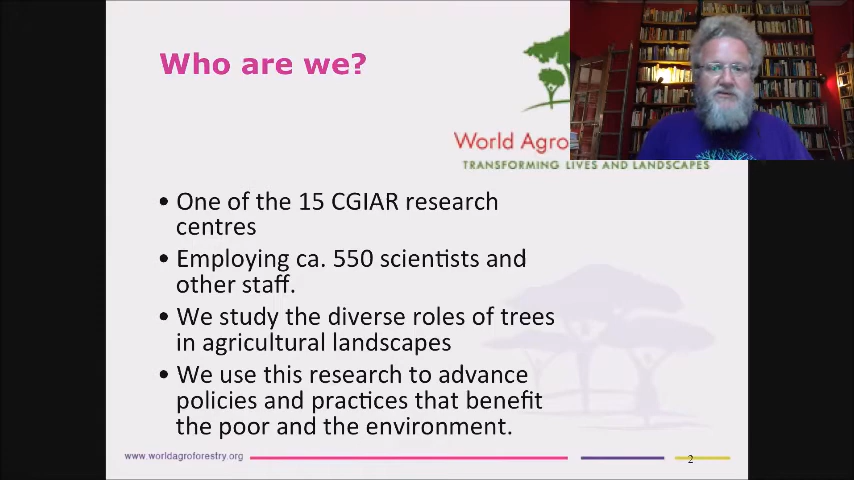 Who are we?
World Agro
TRANSFORMING LIVES AND LANDSCAPES
• One of the 15 CGIAR research
centres
• Employing ca. 550 scientists and
other staff.
• We study the diverse roles of trees
in agricultural landscapes
• We use this research to advance
policies and practices that benefit
the poor and the environment.
www.worldagroforestry.org
2